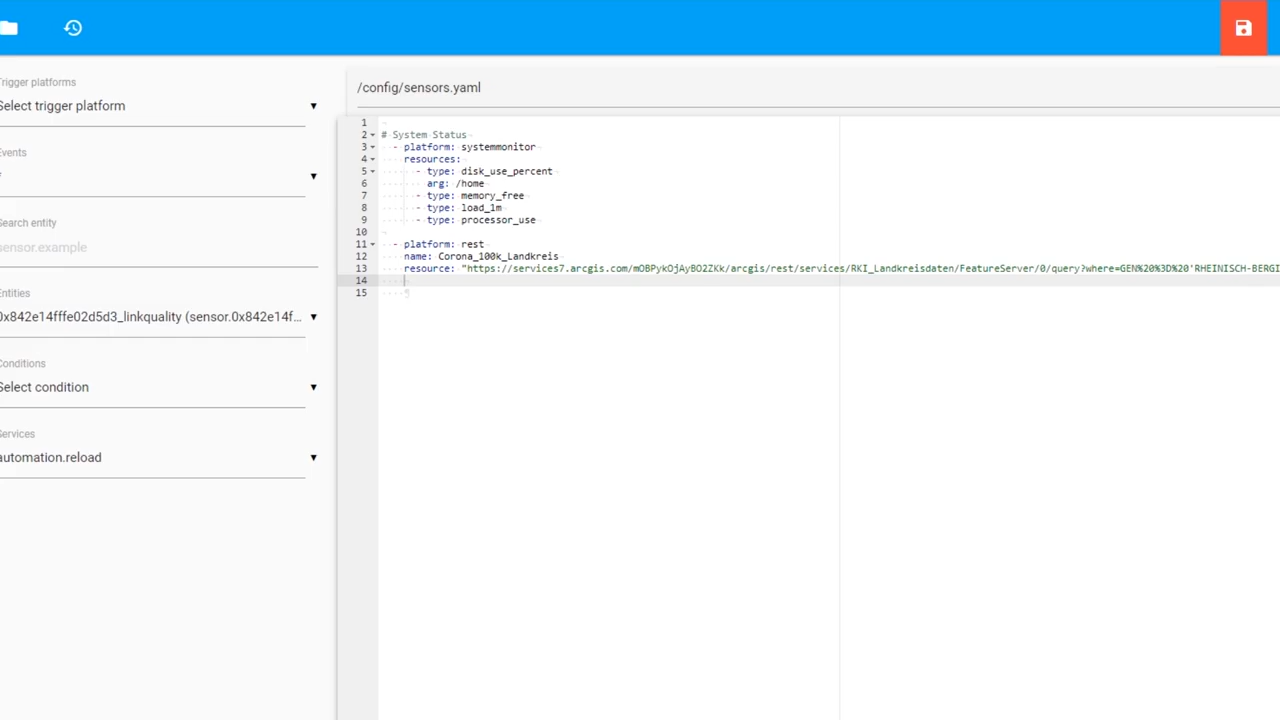 Trigger platforms
Select trigger platform
Events
*
Search entity
sensor.example
Entities
0x842e14fffe02d5d3_linkquality (sensor.0x842e14f...
Conditions
Select condition
Services
automation.reload
/config/sensors.yaml
1
2 # System Status
3 - platform: systemmonitor
4 resources:
5 - type: disk_use_percent
6 arg: /home
7 - type: memory_free
8 - type: load_1m
9 - type: processor_use
10
11 - platform: rest
12 name: Corona_100k_Landkreis
13 resource: "https://services7.arcgis.com/mOBPykOjAyBO2ZKk/arcgis/rest/services/RKI_Landkreisdaten/FeatureServer/0/query?where=GEN%20%3D%20'RHEINISCH-BERGI
14
15